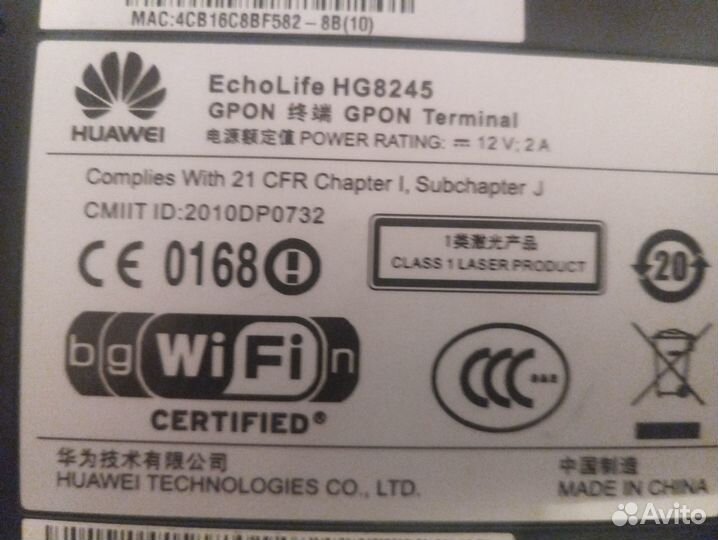 MAC:4CB16C8BF582-8B(10)
EchoLife HG8245
GPON 终端 GPON Terminal
HUAWEI
电源额定值 POWER RATING: ⎓ 12 V; 2 A
Complies With 21 CFR Chapter I, Subchapter J
CMIIT ID:2010DP0732
CE 0168 !
1类激光产品
CLASS 1 LASER PRODUCT
20
b g WiFi n
CERTIFIED®
CCC S&E
华为技术有限公司
HUAWEI TECHNOLOGIES CO., LTD.
中国制造
MADE IN CHINA
Avito